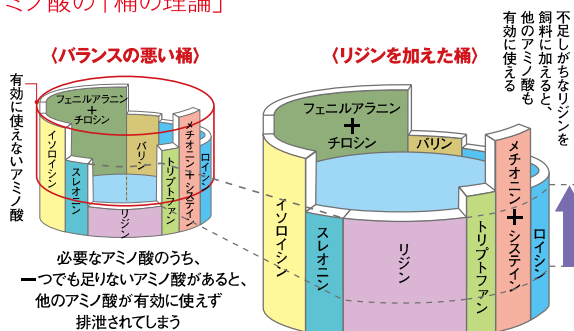 ミノ酸の「桶の理論」
〈バランスの悪い桶〉
有効に使えないアミノ酸
フェニルアラニン
+
チロシン
バリン
イソロイシン
スレオニン
リジン
トリプトファン
メチオニン+システイン
ロイシン
必要なアミノ酸のうち、
一つでも足りないアミノ酸があると、
他のアミノ酸が有効に使えず
排泄されてしまう
〈リジンを加えた桶〉
不足しがちなリジンを
飼料に加えると、
他のアミノ酸も
有効に使える
フェニルアラニン
+
チロシン
バリン
イソロイシン
スレオニン
リジン
トリプトファン
メチオニン+システイン
ロイシン